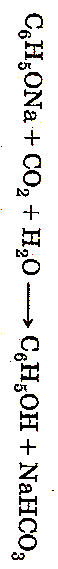 C₆H₅ONa + CO₂ + H₂O ⟶ C₆H₅OH + NaHCO₃